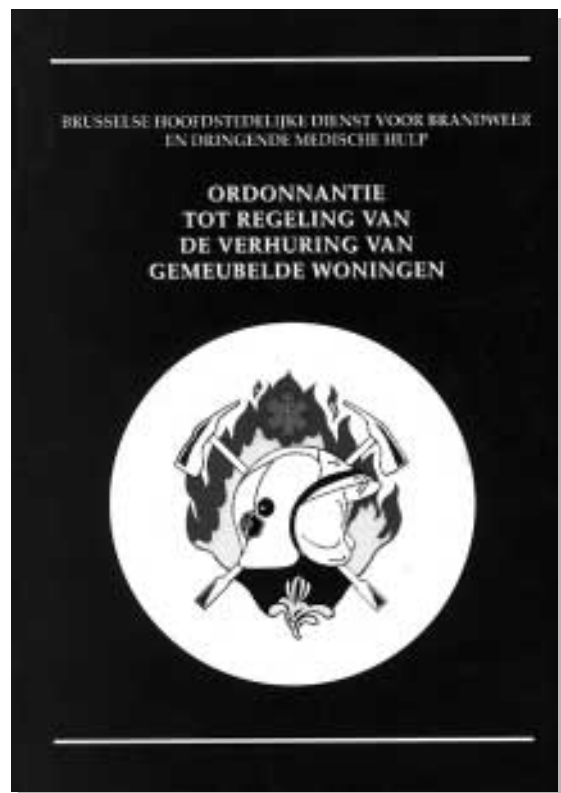 BRUSSELSE HOOFDSTEDELIJKE DIENST VOOR BRANDWEER
EN DRINGENDE MEDISCHE HULP
ORDONNANTIE
TOT REGELING VAN
DE VERHURING VAN
GEMEUBELDE WONINGEN